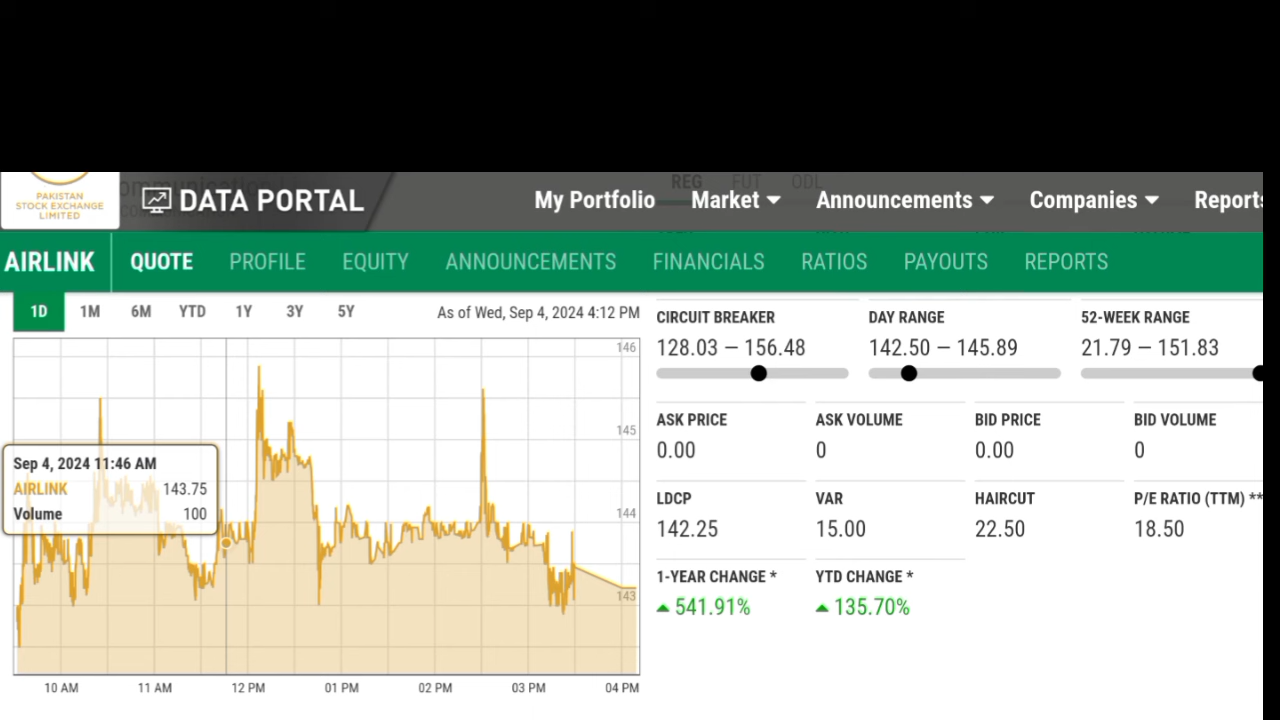 REG FUT ODL
PAKISTAN
STOCK EXCHANGE
LIMITED
DATA PORTAL
My Portfolio
Market
Announcements
Companies
Reports
AIRLINK
QUOTE
PROFILE
EQUITY
ANNOUNCEMENTS
FINANCIALS
RATIOS
PAYOUTS
REPORTS
1D 1M 6M YTD 1Y 3Y 5Y
As of Wed, Sep 4, 2024 4:12 PM
146
145
144
143
Sep 4, 2024 11:46 AM
AIRLINK 143.75
Volume 100
10 AM 11 AM 12 PM 01 PM 02 PM 03 PM 04 PM
CIRCUIT BREAKER
128.03 — 156.48
DAY RANGE
142.50 — 145.89
52-WEEK RANGE
21.79 — 151.83
ASK PRICE
0.00
ASK VOLUME
0
BID PRICE
0.00
BID VOLUME
0
LDCP
142.25
VAR
15.00
HAIRCUT
22.50
P/E RATIO (TTM) **
18.50
1-YEAR CHANGE *
541.91%
YTD CHANGE *
135.70%